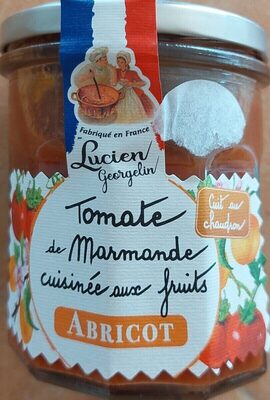 Fabriqué en France
Lucien
Georgelin
Cuit au
chaudron
Tomate
de Marmande
cuisinée aux fruits
ABRICOT